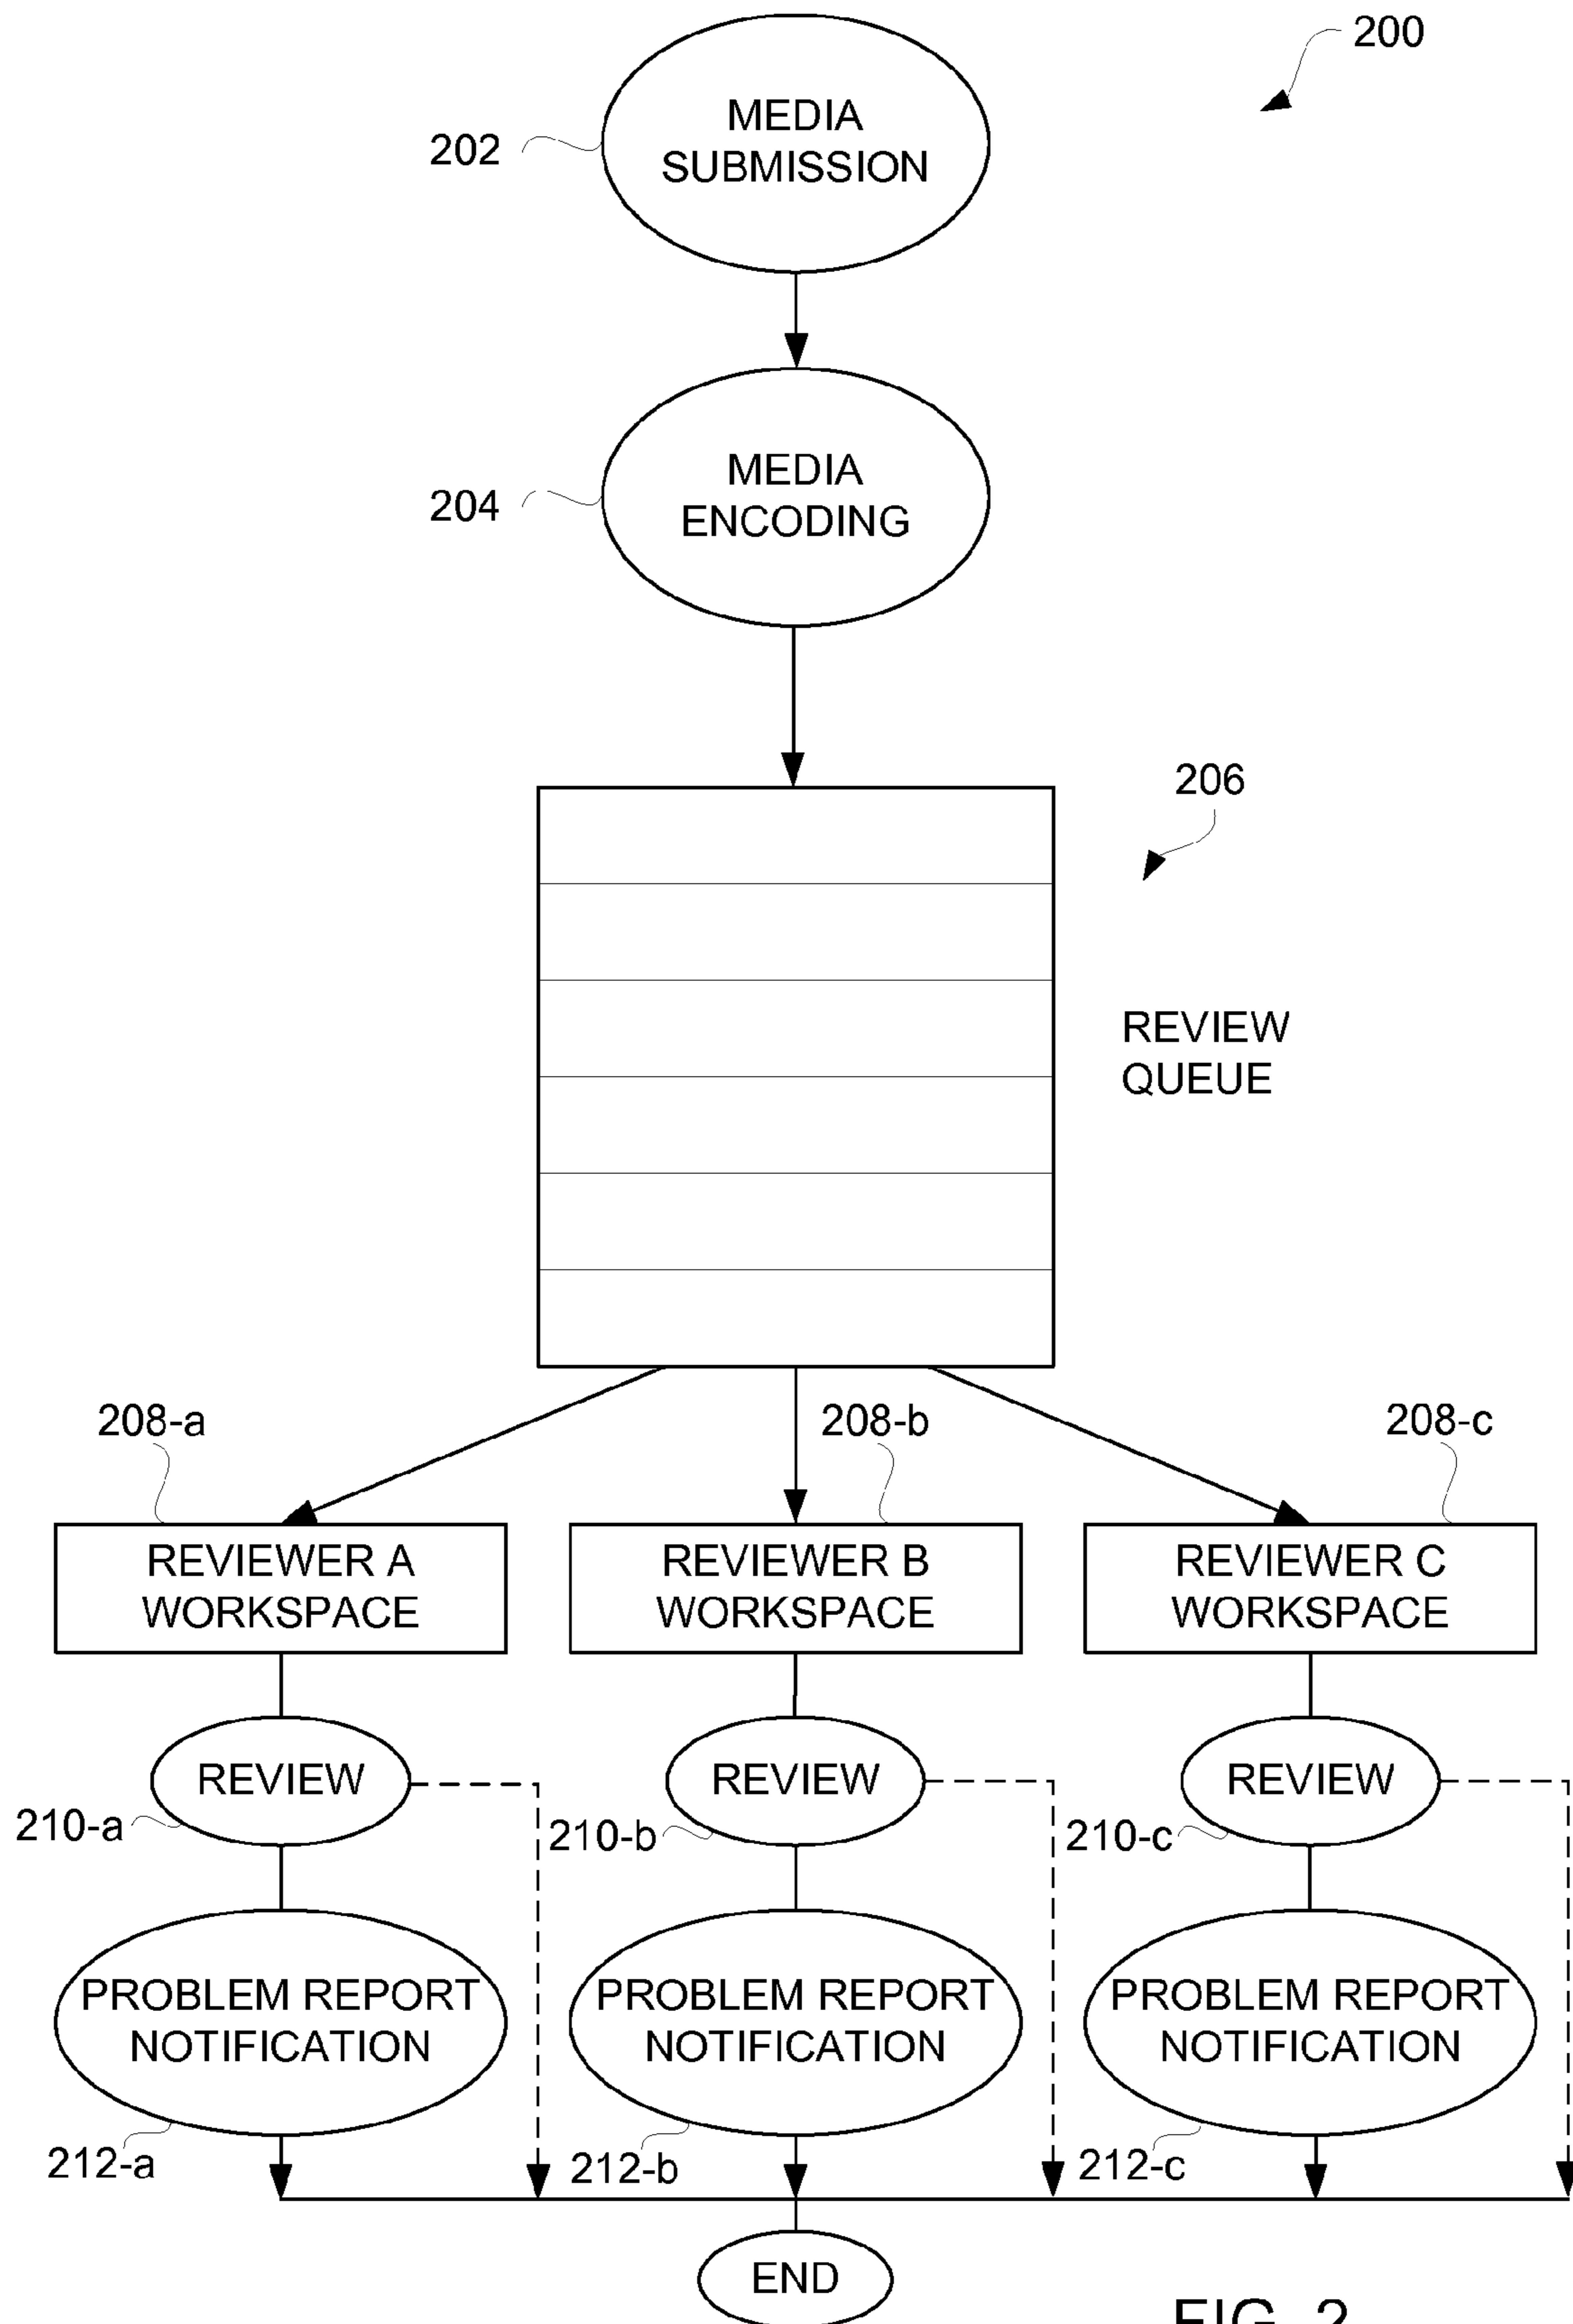 200
MEDIA
SUBMISSION
202
MEDIA
ENCODING
204
206
REVIEW
QUEUE
208-a
208-b
208-c
REVIEWER A
WORKSPACE
REVIEWER B
WORKSPACE
REVIEWER C
WORKSPACE
REVIEW
REVIEW
REVIEW
210-a
210-b
210-c
PROBLEM REPORT
NOTIFICATION
PROBLEM REPORT
NOTIFICATION
PROBLEM REPORT
NOTIFICATION
212-a
212-b
212-c
END
FIG. 2